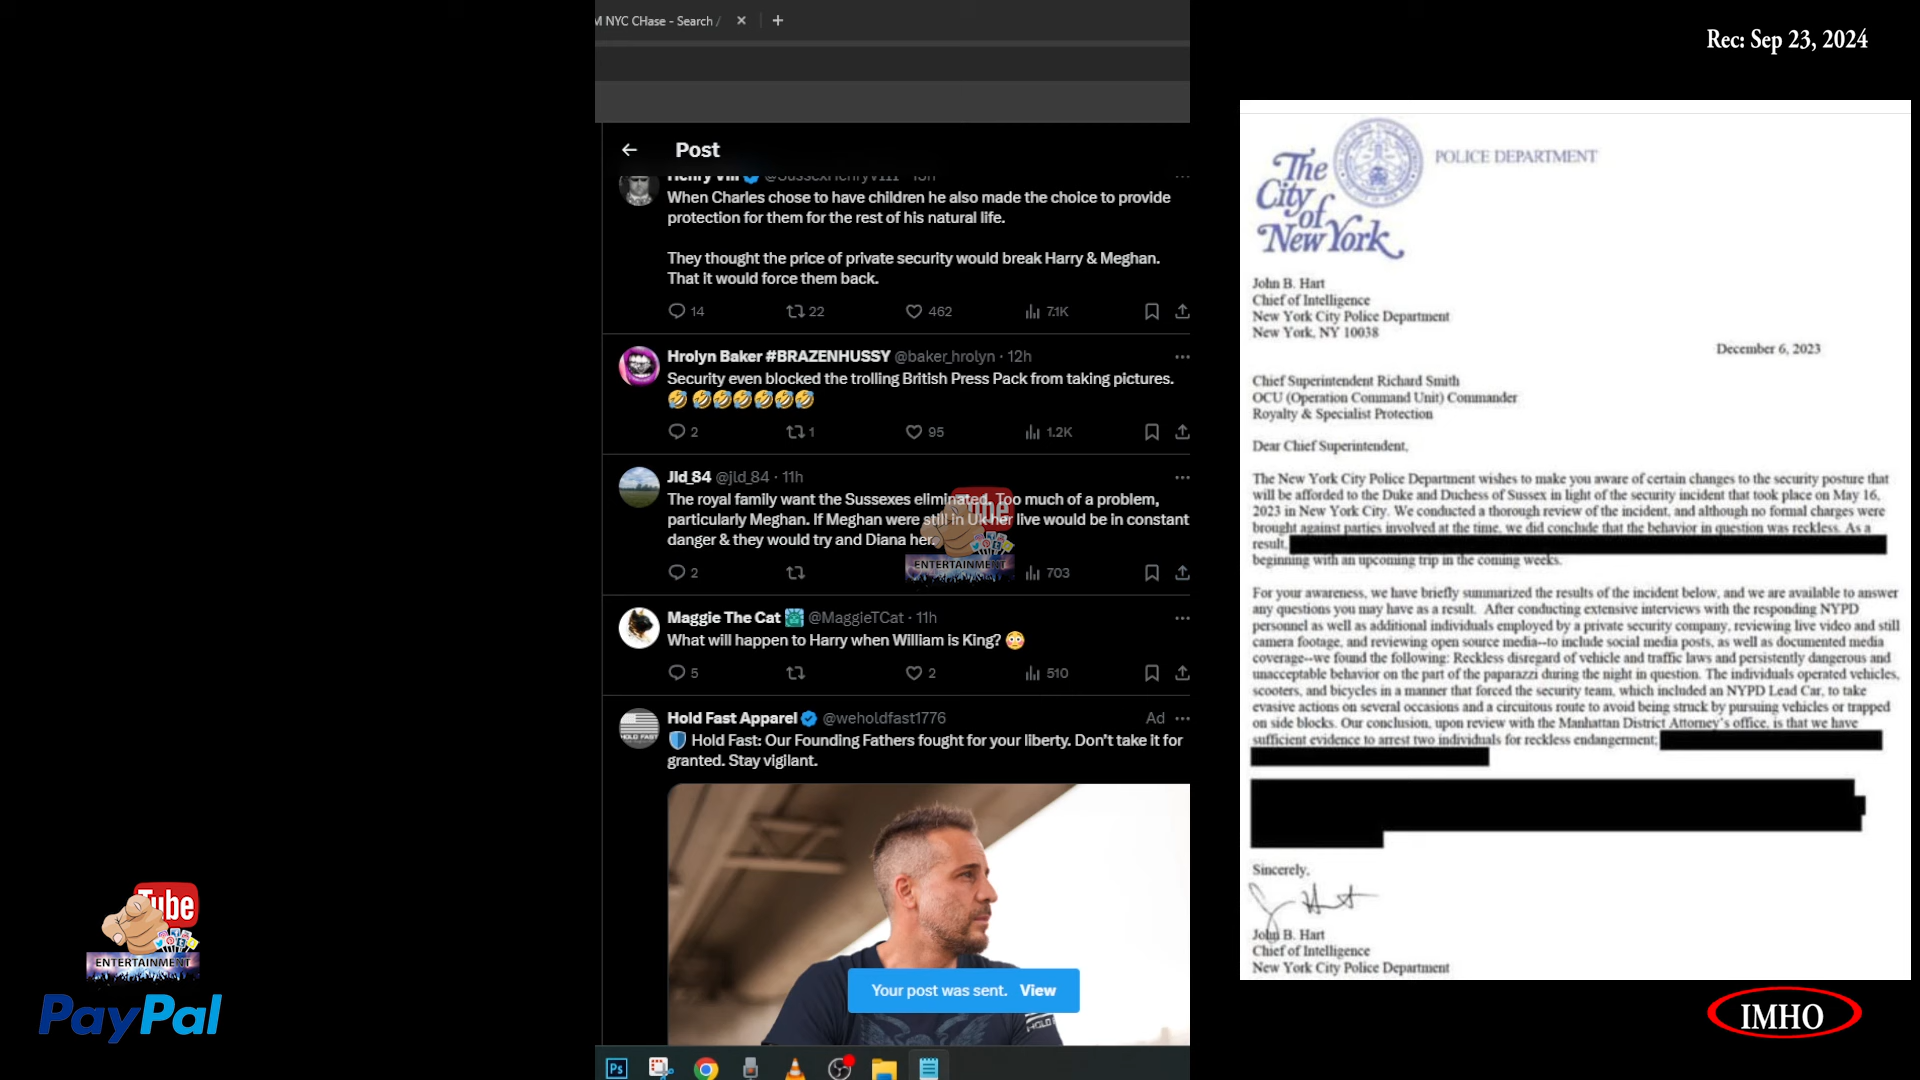 M NYC CHase - Search /
Rec: Sep 23, 2024
Post
Henry VIII @SussexHenryVIII · 13h
When Charles chose to have children he also made the choice to provide
protection for them for the rest of his natural life.
They thought the price of private security would break Harry & Meghan.
That it would force them back.
14 22 462 7.1K
Hrolyn Baker #BRAZENHUSSY @baker_hrolyn · 12h
Security even blocked the trolling British Press Pack from taking pictures.
2 1 95 1.2K
Jld_84 @jld_84 · 11h
The royal family want the Sussexes eliminated. Too much of a problem,
particularly Meghan. If Meghan were still in Uk her live would be in constant
danger & they would try and Diana her.
2 703
Tube
ENTERTAINMENT
Maggie The Cat @MaggieTCat · 11h
What will happen to Harry when William is King?
5 2 510
Hold Fast Apparel @weholdfast1776 Ad
Hold Fast: Our Founding Fathers fought for your liberty. Don't take it for
granted. Stay vigilant.
HOLD FAST
Your post was sent. View
Ps
The
City
of
New York
POLICE DEPARTMENT
John B. Hart
Chief of Intelligence
New York City Police Department
New York, NY 10038
December 6, 2023
Chief Superintendent Richard Smith
OCU (Operation Command Unit) Commander
Royalty & Specialist Protection
Dear Chief Superintendent,
The New York City Police Department wishes to make you aware of certain changes to the security posture that
will be afforded to the Duke and Duchess of Sussex in light of the security incident that took place on May 16,
2023 in New York City. We conducted a thorough review of the incident, and although no formal charges were
brought against parties involved at the time, we did conclude that the behavior in question was reckless. As a
result,
beginning with an upcoming trip in the coming weeks.
For your awareness, we have briefly summarized the results of the incident below, and we are available to answer
any questions you may have as a result. After conducting extensive interviews with the responding NYPD
personnel as well as additional individuals employed by a private security company, reviewing live video and still
camera footage, and reviewing open source media--to include social media posts, as well as documented media
coverage--we found the following: Reckless disregard of vehicle and traffic laws and persistently dangerous and
unacceptable behavior on the part of the paparazzi during the night in question. The individuals operated vehicles,
scooters, and bicycles in a manner that forced the security team, which included an NYPD Lead Car, to take
evasive actions on several occasions and a circuitous route to avoid being struck by pursuing vehicles or trapped
on side blocks. Our conclusion, upon review with the Manhattan District Attorney's office, is that we have
sufficient evidence to arrest two individuals for reckless endangerment;
Sincerely,
John B. Hart
Chief of Intelligence
New York City Police Department
Tube
ENTERTAINMENT
PayPal
IMHO